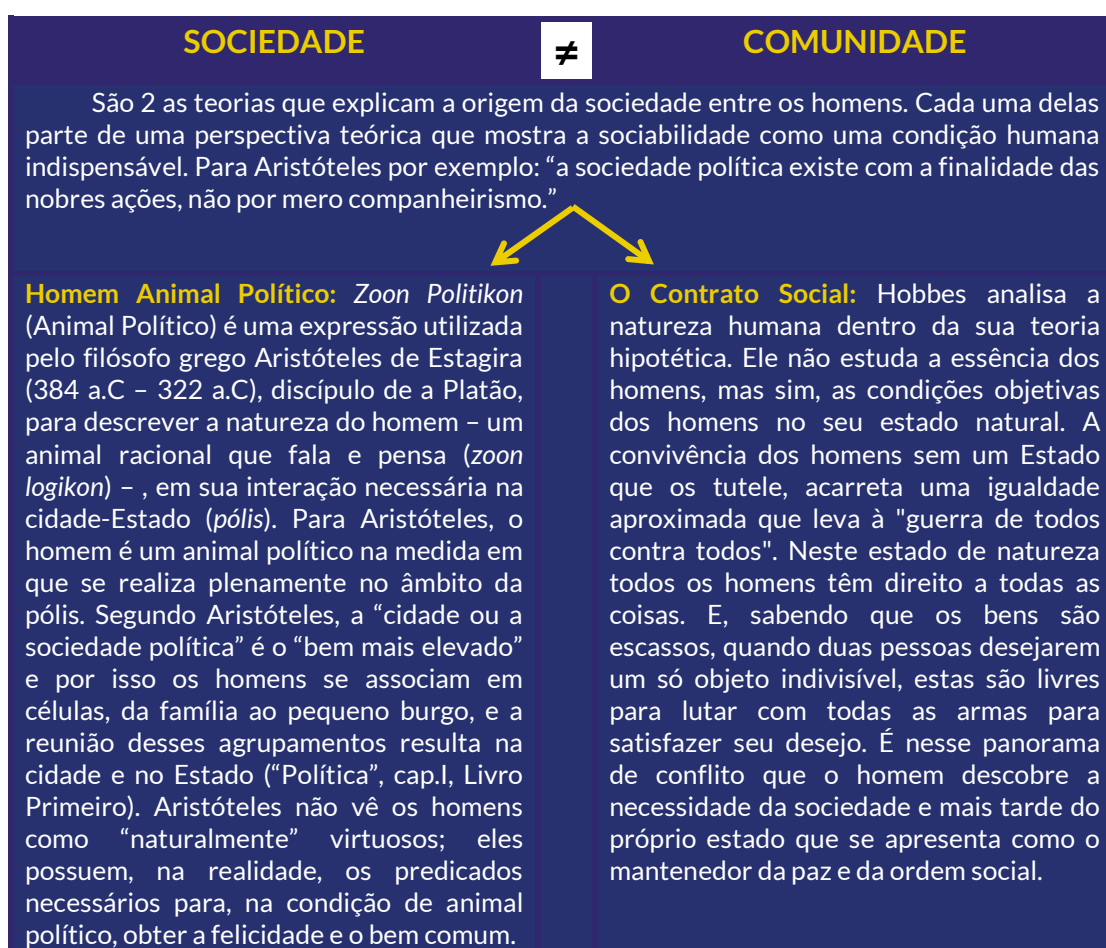 SOCIEDADE
≠
COMUNIDADE
São 2 as teorias que explicam a origem da sociedade entre os homens. Cada uma delas
parte de uma perspectiva teórica que mostra a sociabilidade como uma condição humana
indispensável. Para Aristóteles por exemplo: “a sociedade política existe com a finalidade das
nobres ações, não por mero companheirismo.”
Homem Animal Político: Zoon Politikon
(Animal Político) é uma expressão utilizada
pelo filósofo grego Aristóteles de Estagira
(384 a.C – 322 a.C), discípulo de a Platão,
para descrever a natureza do homem – um
animal racional que fala e pensa (zoon
logikon) – , em sua interação necessária na
cidade-Estado (pólis). Para Aristóteles, o
homem é um animal político na medida em
que se realiza plenamente no âmbito da
pólis. Segundo Aristóteles, a “cidade ou a
sociedade política” é o “bem mais elevado”
e por isso os homens se associam em
células, da família ao pequeno burgo, e a
reunião desses agrupamentos resulta na
cidade e no Estado (“Política”, cap.I, Livro
Primeiro). Aristóteles não vê os homens
como “naturalmente” virtuosos; eles
possuem, na realidade, os predicados
necessários para, na condição de animal
político, obter a felicidade e o bem comum.
O Contrato Social: Hobbes analisa a
natureza humana dentro da sua teoria
hipotética. Ele não estuda a essência dos
homens, mas sim, as condições objetivas
dos homens no seu estado natural. A
convivência dos homens sem um Estado
que os tutele, acarreta uma igualdade
aproximada que leva à "guerra de todos
contra todos". Neste estado de natureza
todos os homens têm direito a todas as
coisas. E, sabendo que os bens são
escassos, quando duas pessoas desejarem
um só objeto indivisível, estas são livres
para lutar com todas as armas para
satisfazer seu desejo. É nesse panorama
de conflito que o homem descobre a
necessidade da sociedade e mais tarde do
próprio estado que se apresenta como o
mantenedor da paz e da ordem social.